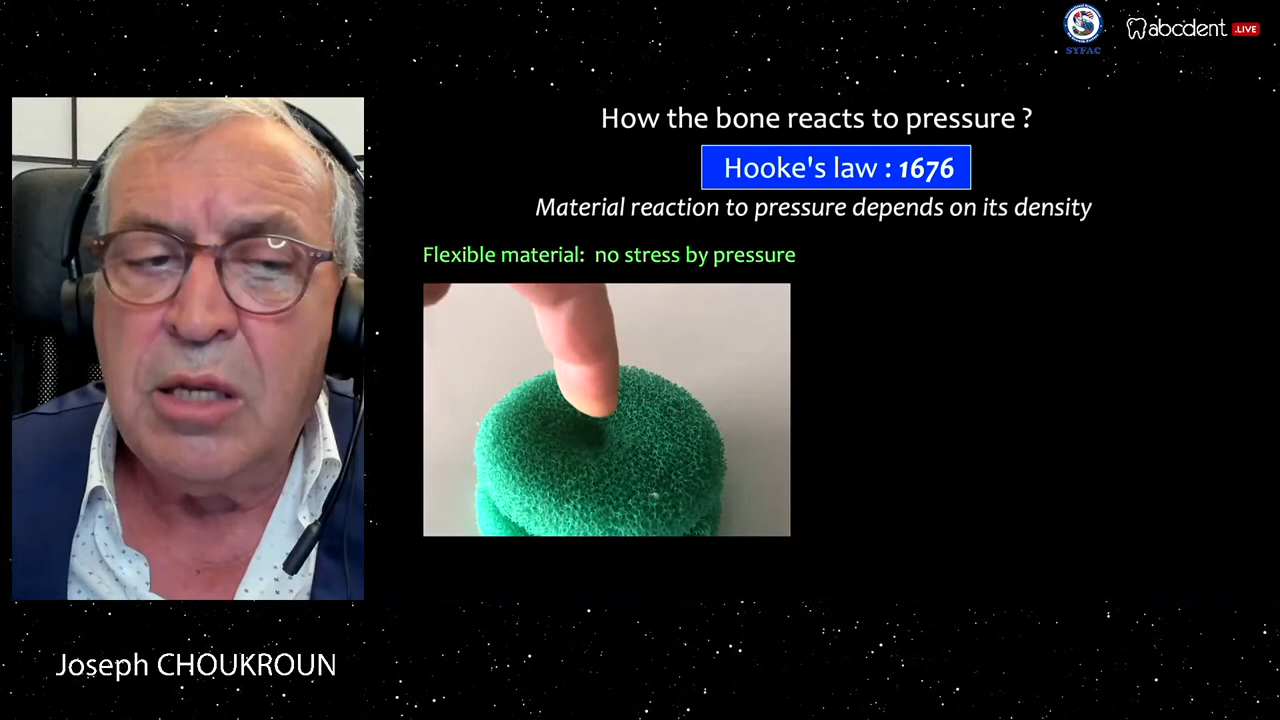 SYFAC
abcdent .LIVE
How the bone reacts to pressure ?
Hooke's law : 1676
Material reaction to pressure depends on its density
Flexible material: no stress by pressure
Joseph CHOUKROUN